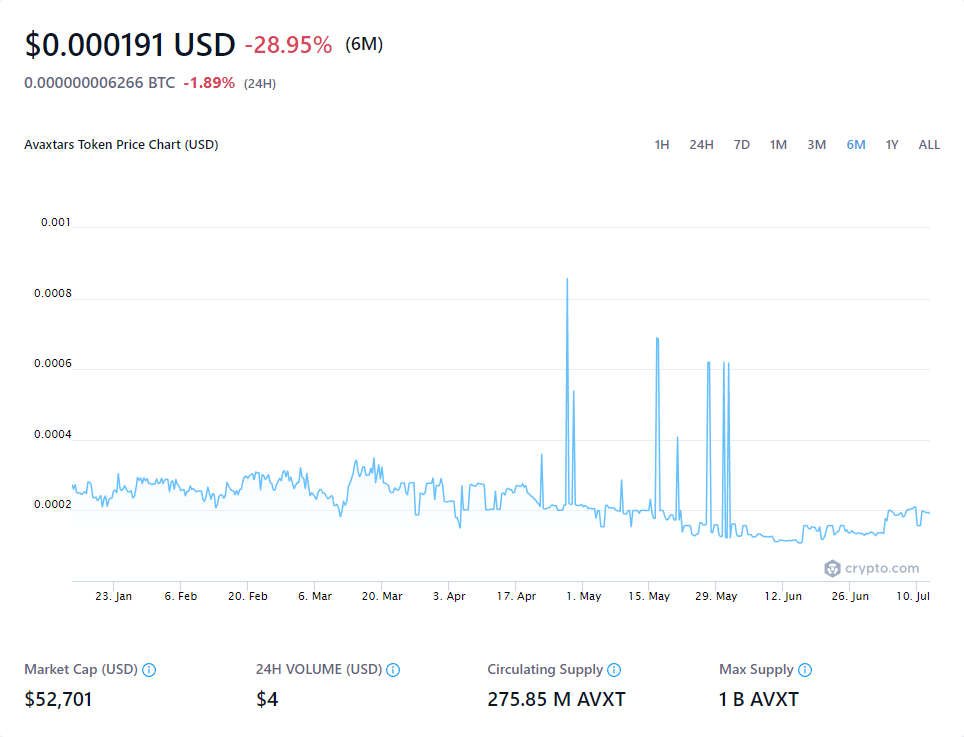 $0.000191 USD -28.95% (6M)
0.000000006266 BTC -1.89% (24H)
Avaxtars Token Price Chart (USD) 1H 24H 7D 1M 3M 6M 1Y ALL
0.001
0.0008
0.0006
0.0004
0.0002
crypto.com
23. Jan 6. Feb 20. Feb 6. Mar 20. Mar 3. Apr 17. Apr 1. May 15. May 29. May 12. Jun 26. Jun 10. Jul
Market Cap (USD) 24H VOLUME (USD) Circulating Supply Max Supply
$52,701 $4 275.85 M AVXT 1 B AVXT